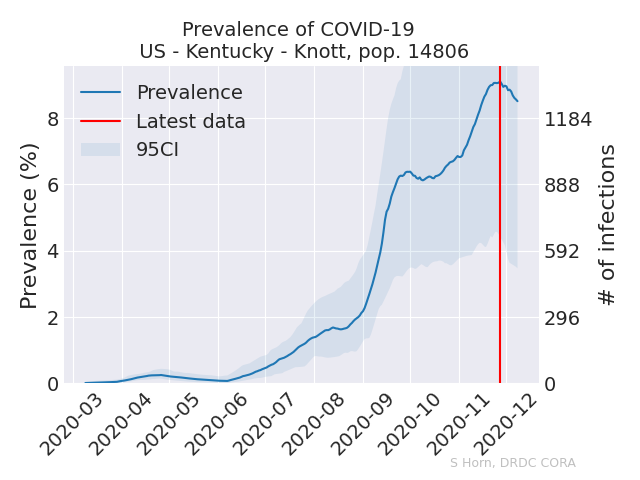 Prevalence of COVID-19
US - Kentucky - Knott, pop. 14806
Prevalence
Latest data
95CI
Prevalence (%)
8
6
4
2
0
# of infections
1184
888
592
296
0
2020-03
2020-04
2020-05
2020-06
2020-07
2020-08
2020-09
2020-10
2020-11
2020-12
S Horn, DRDC CORA